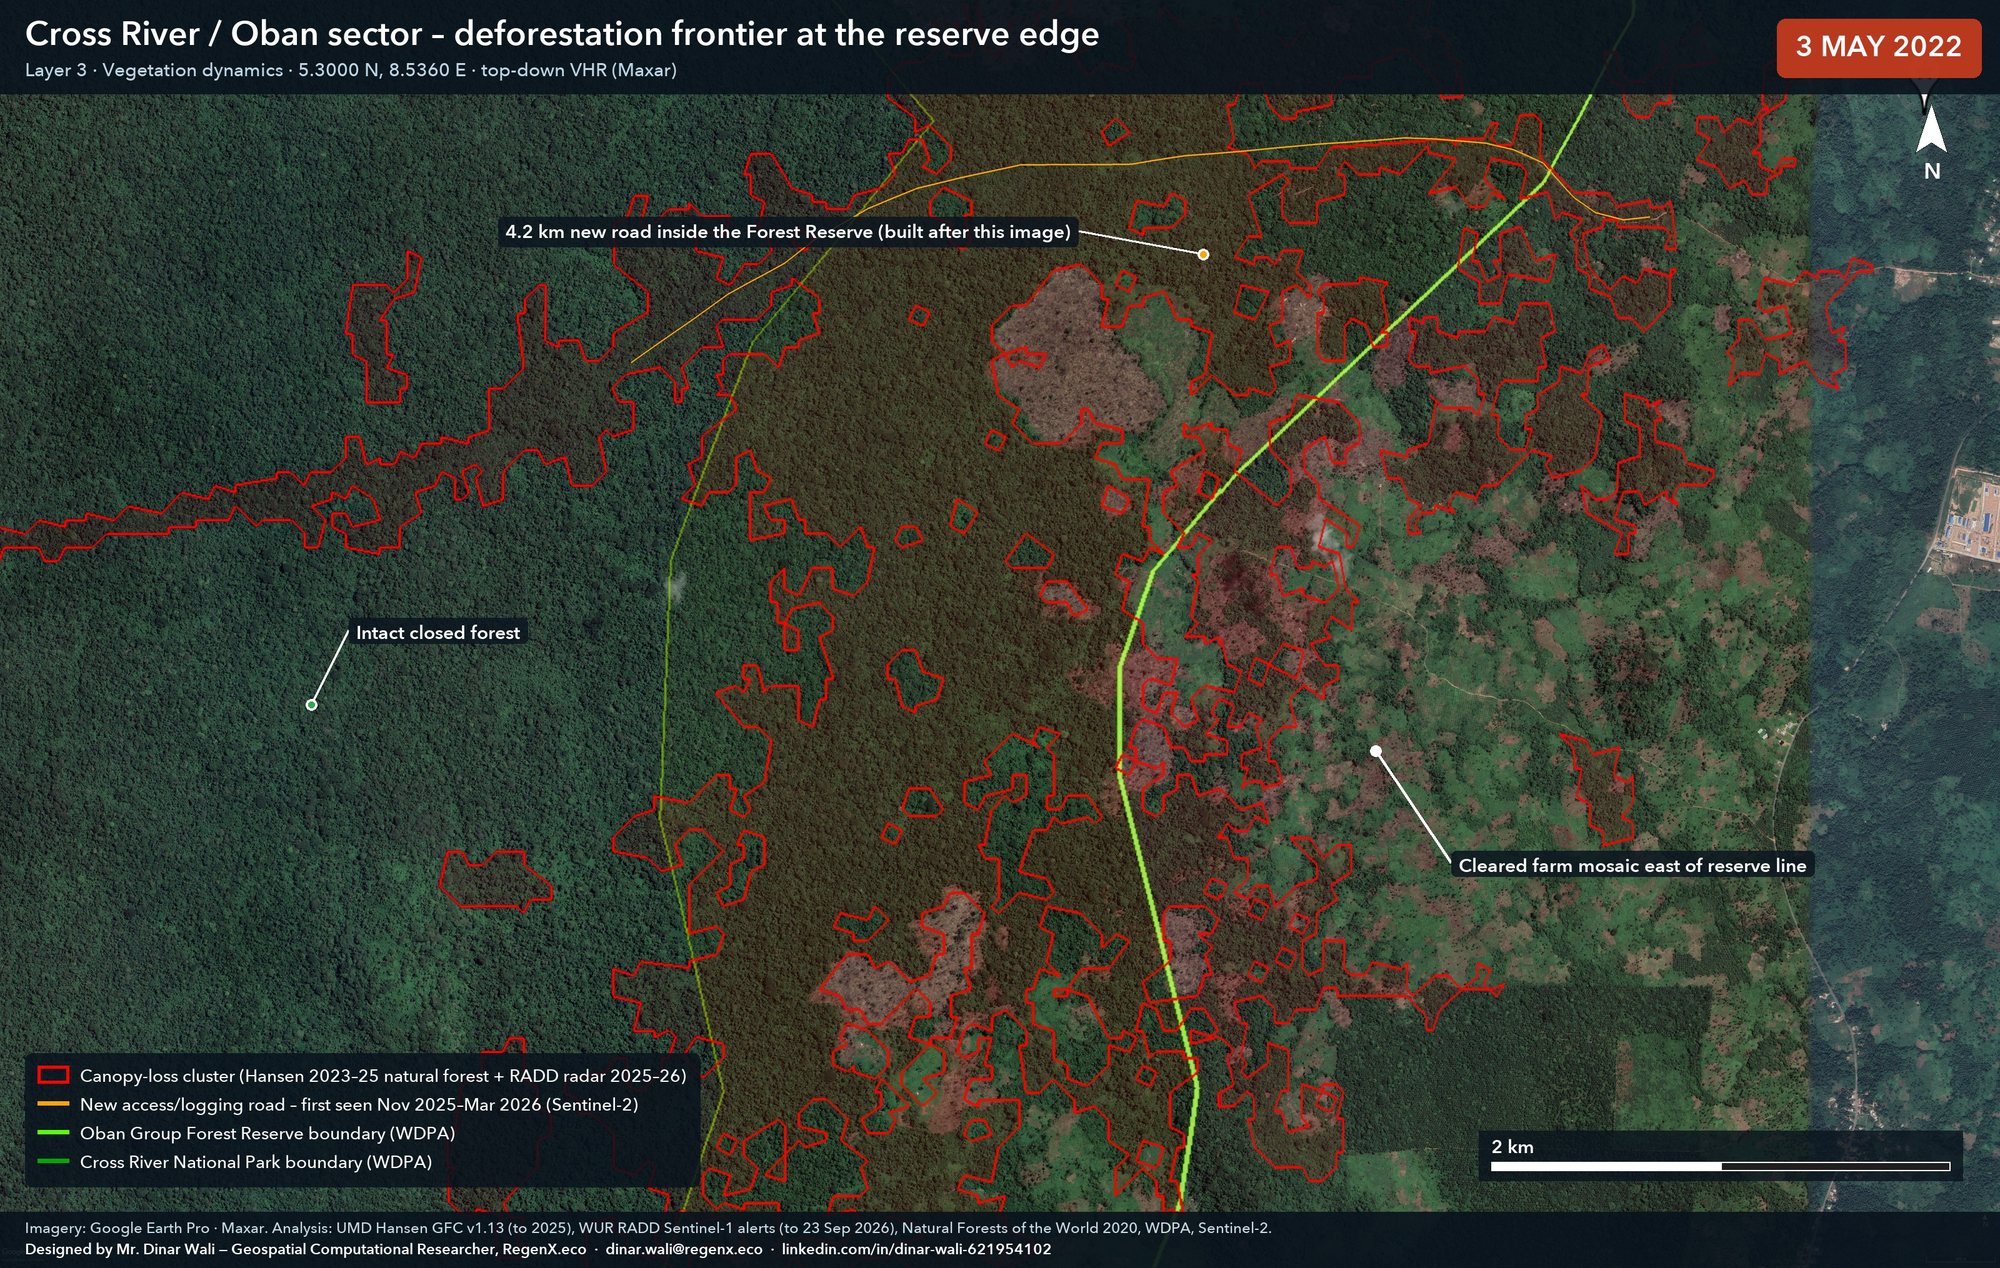 Cross River / Oban sector – deforestation frontier at the reserve edge
Layer 3 · Vegetation dynamics · 5.3000 N, 8.5360 E · top-down VHR (Maxar)
3 MAY 2022
N
4.2 km new road inside the Forest Reserve (built after this image)
Intact closed forest
Cleared farm mosaic east of reserve line
Canopy-loss cluster (Hansen 2023–25 natural forest + RADD radar 2025–26)
New access/logging road – first seen Nov 2025–Mar 2026 (Sentinel-2)
Oban Group Forest Reserve boundary (WDPA)
Cross River National Park boundary (WDPA)
2 km
Imagery: Google Earth Pro · Maxar. Analysis: UMD Hansen GFC v1.13 (to 2025), WUR RADD Sentinel-1 alerts (to 23 Sep 2026), Natural Forests of the World 2020, WDPA, Sentinel-2.
Designed by Mr. Dinar Wali – Geospatial Computational Researcher, RegenX.eco · dinar.wali@regenx.eco · linkedin.com/in/dinar-wali-621954102